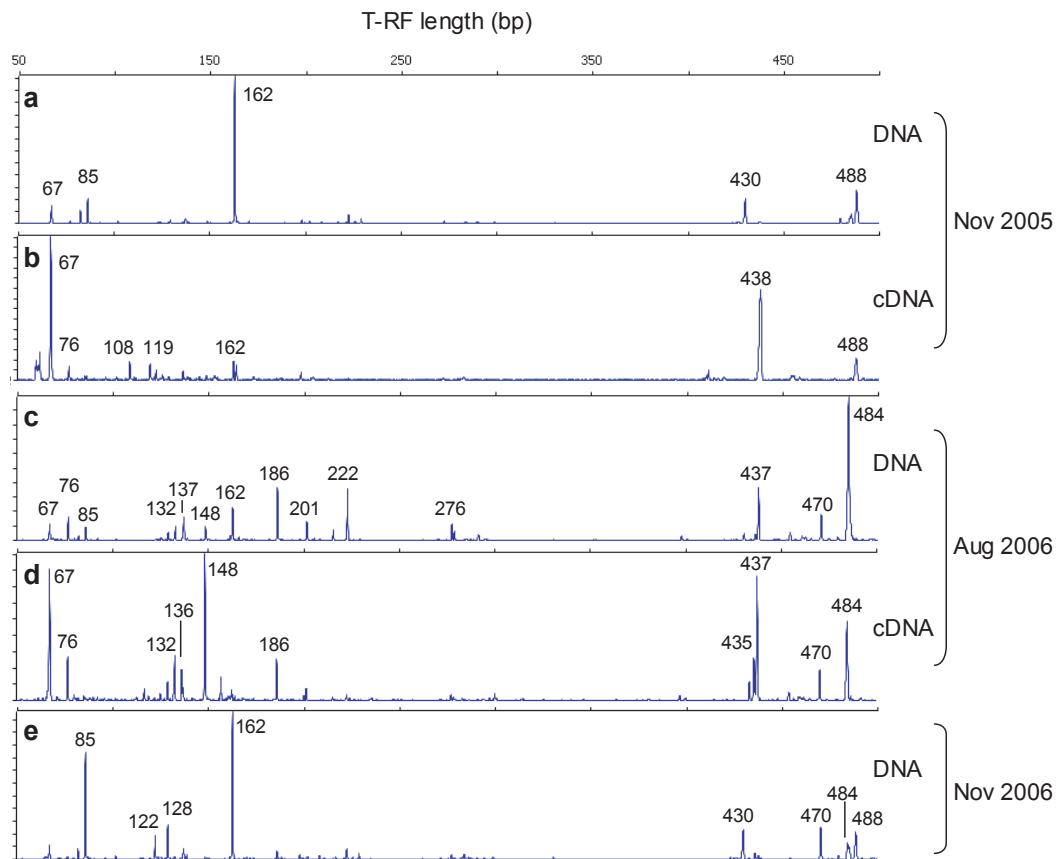 T-RF length (bp)
50 150 250 350 450
a 162 DNA
67 85 430 488
Nov 2005
b 67 438 cDNA
76 108 119 162 488
c 484 DNA
67 76 85 132 137 148 162 186 201 222 276 437 470
Aug 2006
d 67 148 437 cDNA
76 132 136 186 435 470 484
e 162 DNA
85 122 128 430 470 484 488
Nov 2006